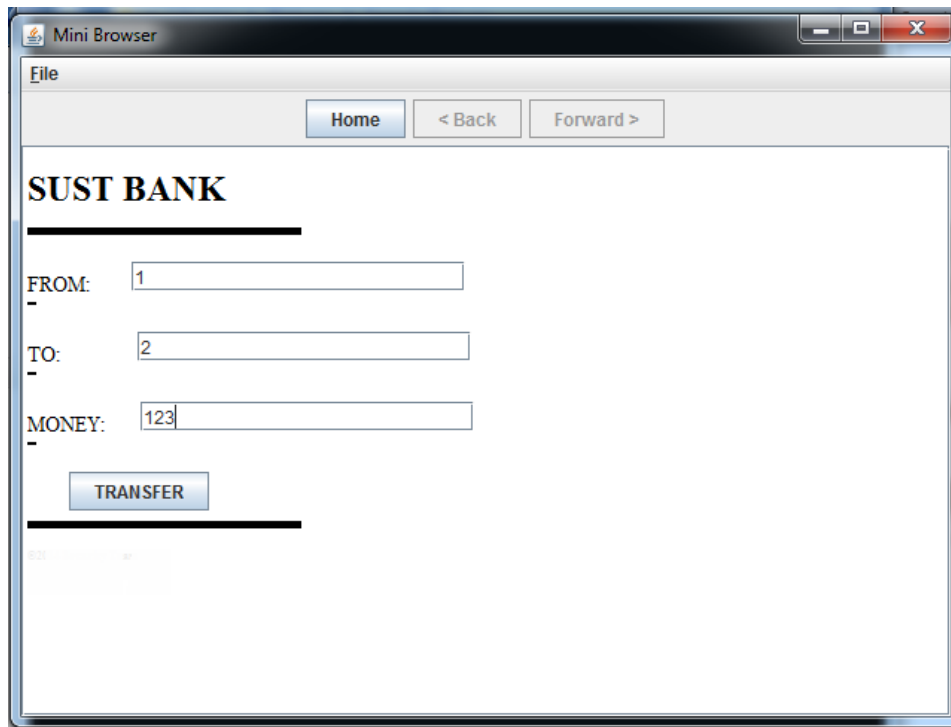 Mini Browser
File
Home < Back Forward >
SUST BANK
FROM: 1
TO: 2
MONEY: 123
TRANSFER